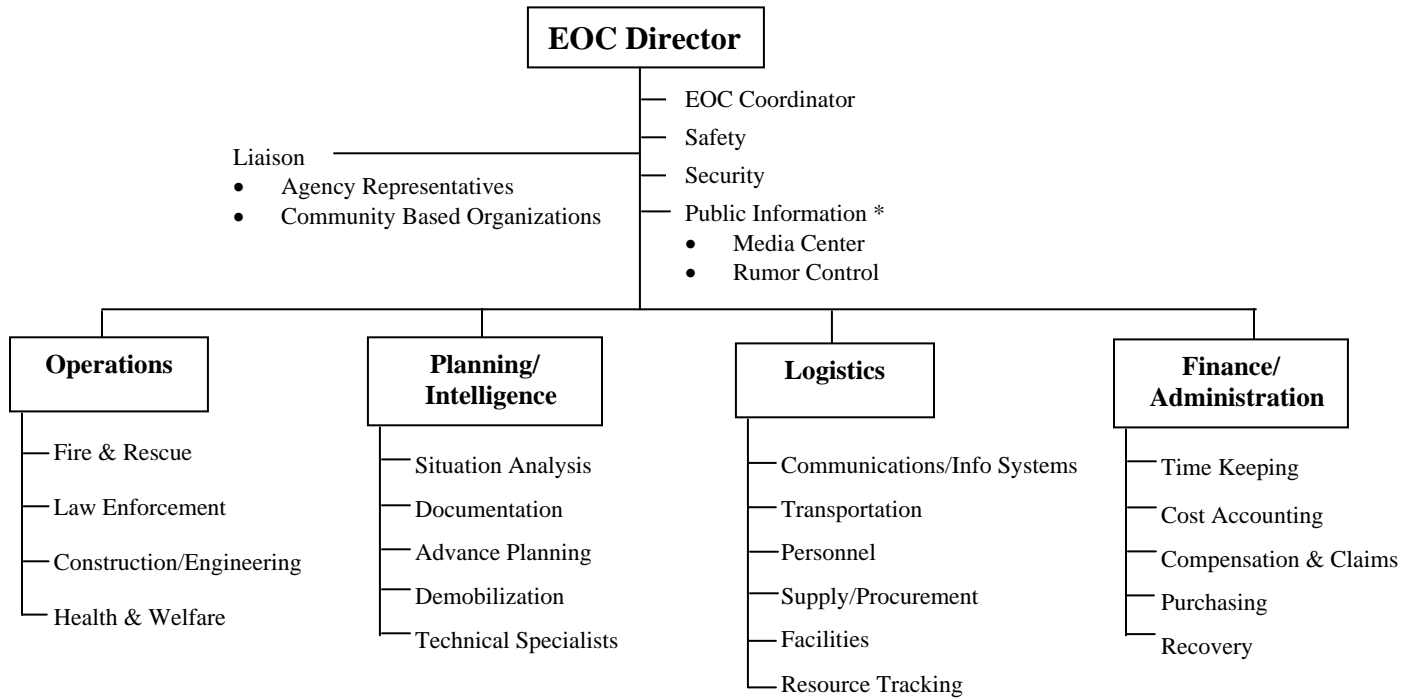 EOC Director
EOC Coordinator
Safety
Security
Public Information *
• Media Center
• Rumor Control
Liaison
• Agency Representatives
• Community Based Organizations
Operations
Fire & Rescue
Law Enforcement
Construction/Engineering
Health & Welfare
Planning/
Intelligence
Situation Analysis
Documentation
Advance Planning
Demobilization
Technical Specialists
Logistics
Communications/Info Systems
Transportation
Personnel
Supply/Procurement
Facilities
Resource Tracking
Finance/
Administration
Time Keeping
Cost Accounting
Compensation & Claims
Purchasing
Recovery